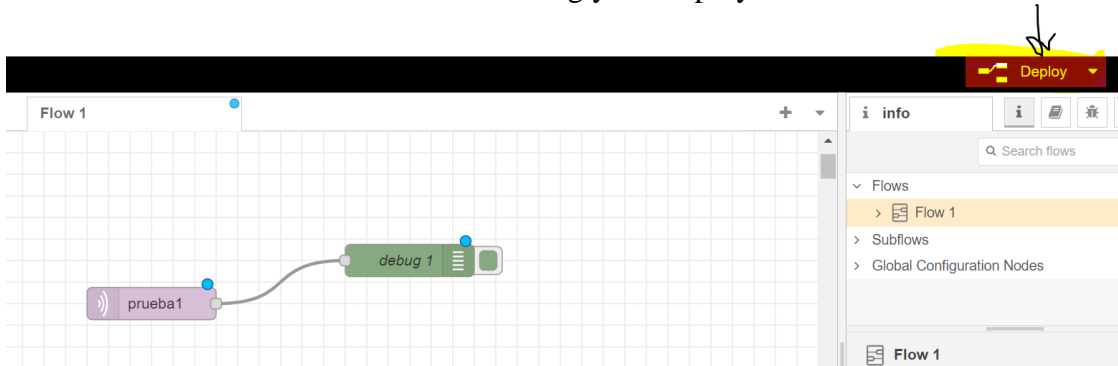 Deploy
Flow 1
info
i
Search flows
Flows
Flow 1
Subflows
Global Configuration Nodes
debug 1
prueba1
Flow 1